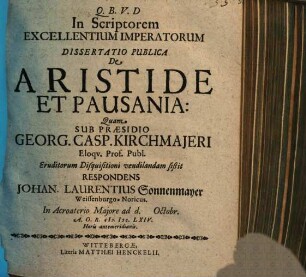 Q. B. V. D
In Scriptorem
EXCELLENTIUM IMPERATORUM
DISSERTATIO PUBLICA
De
ARISTIDE
ET PAUSANIA:
Quam
SUB PRÆSIDIO
GEORG. CASP. KIRCHMAJERI
Eloqv. Prof. Publ.
Eruditorum Disquisitioni ventilandam sistit
RESPONDENS
JOHAN. LAURENTIUS Sonnenmayer
Weissenburgo-Noricus.
In Acroaterio Majore ad d. Octobr.
Horis antemeridianis.
WITTEBERGÆ;
Literis MATTHÆI HENCKELII.